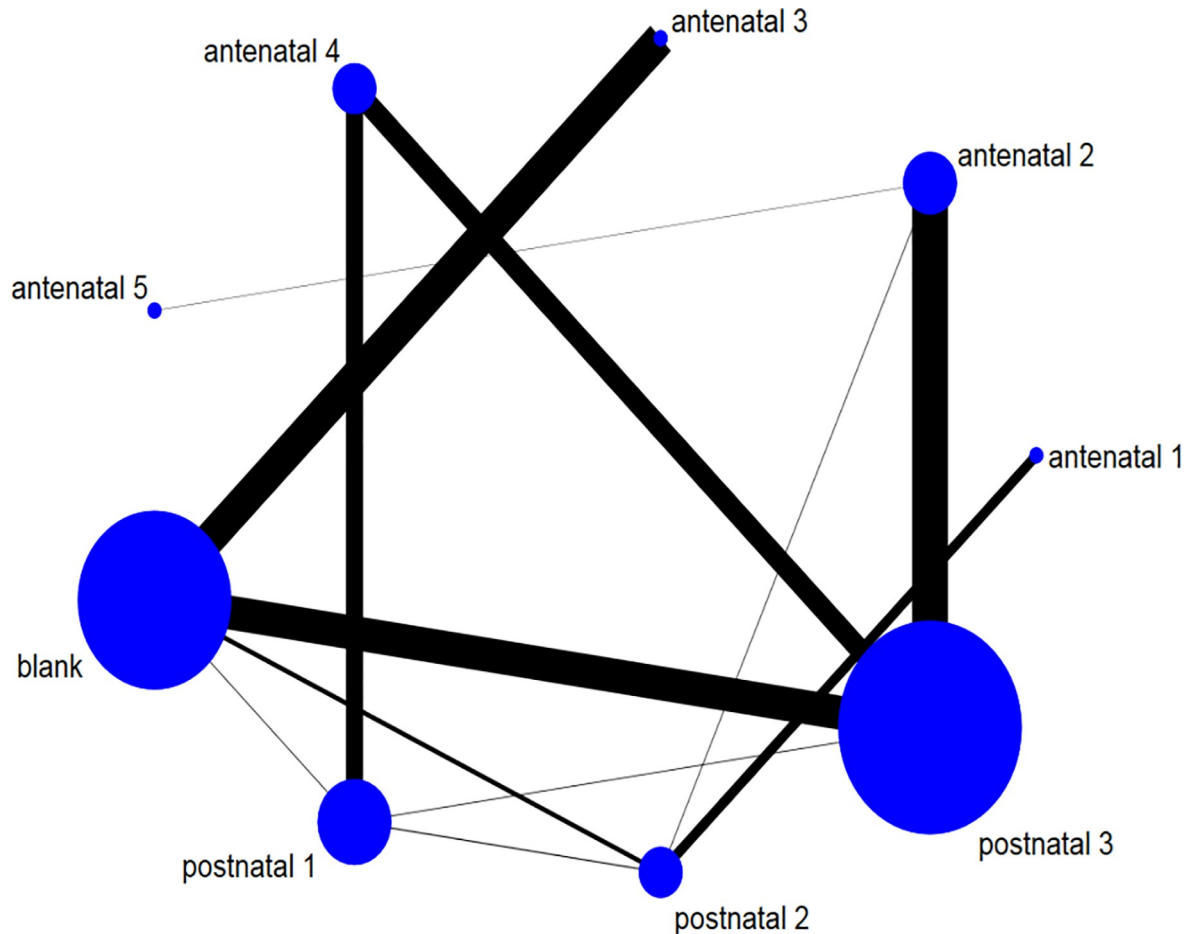 antenatal 3
antenatal 4
antenatal 2
antenatal 5
antenatal 1
blank
postnatal 3
postnatal 1
postnatal 2